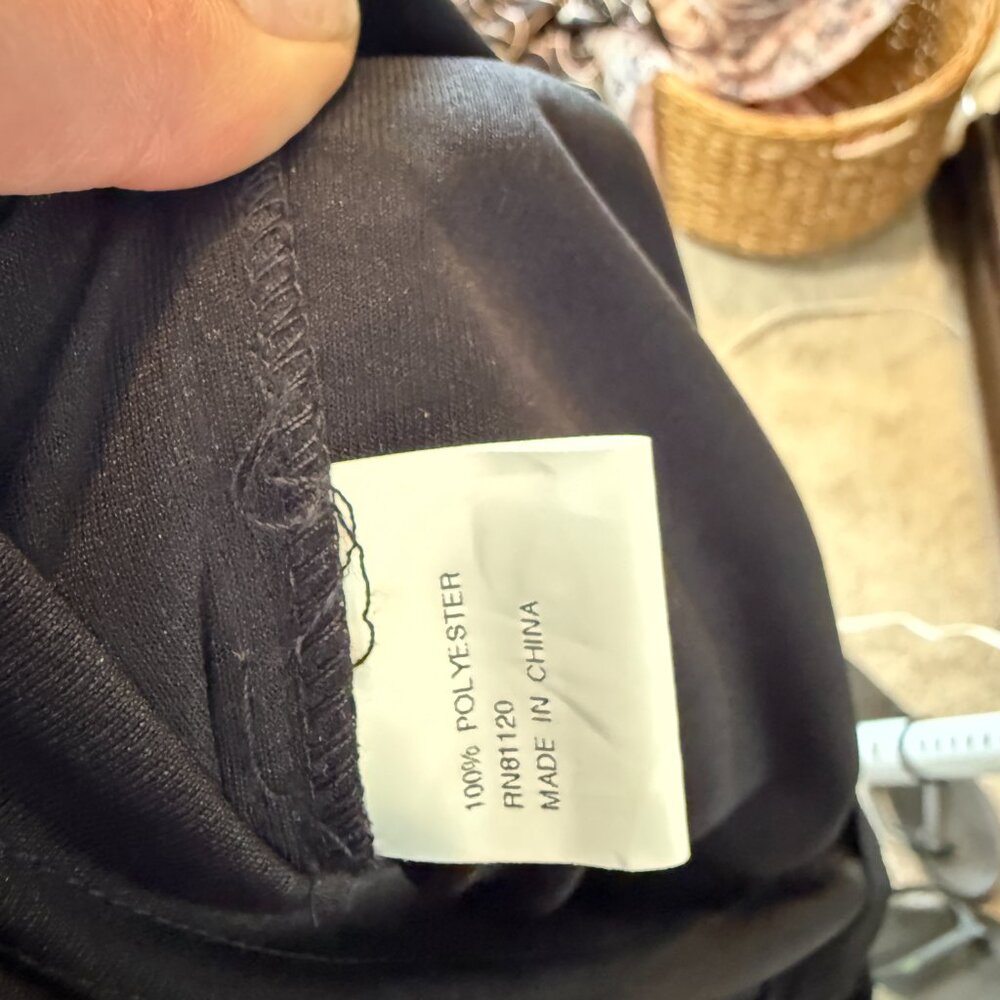 100% POLYESTER
RN81120
MADE IN CHINA